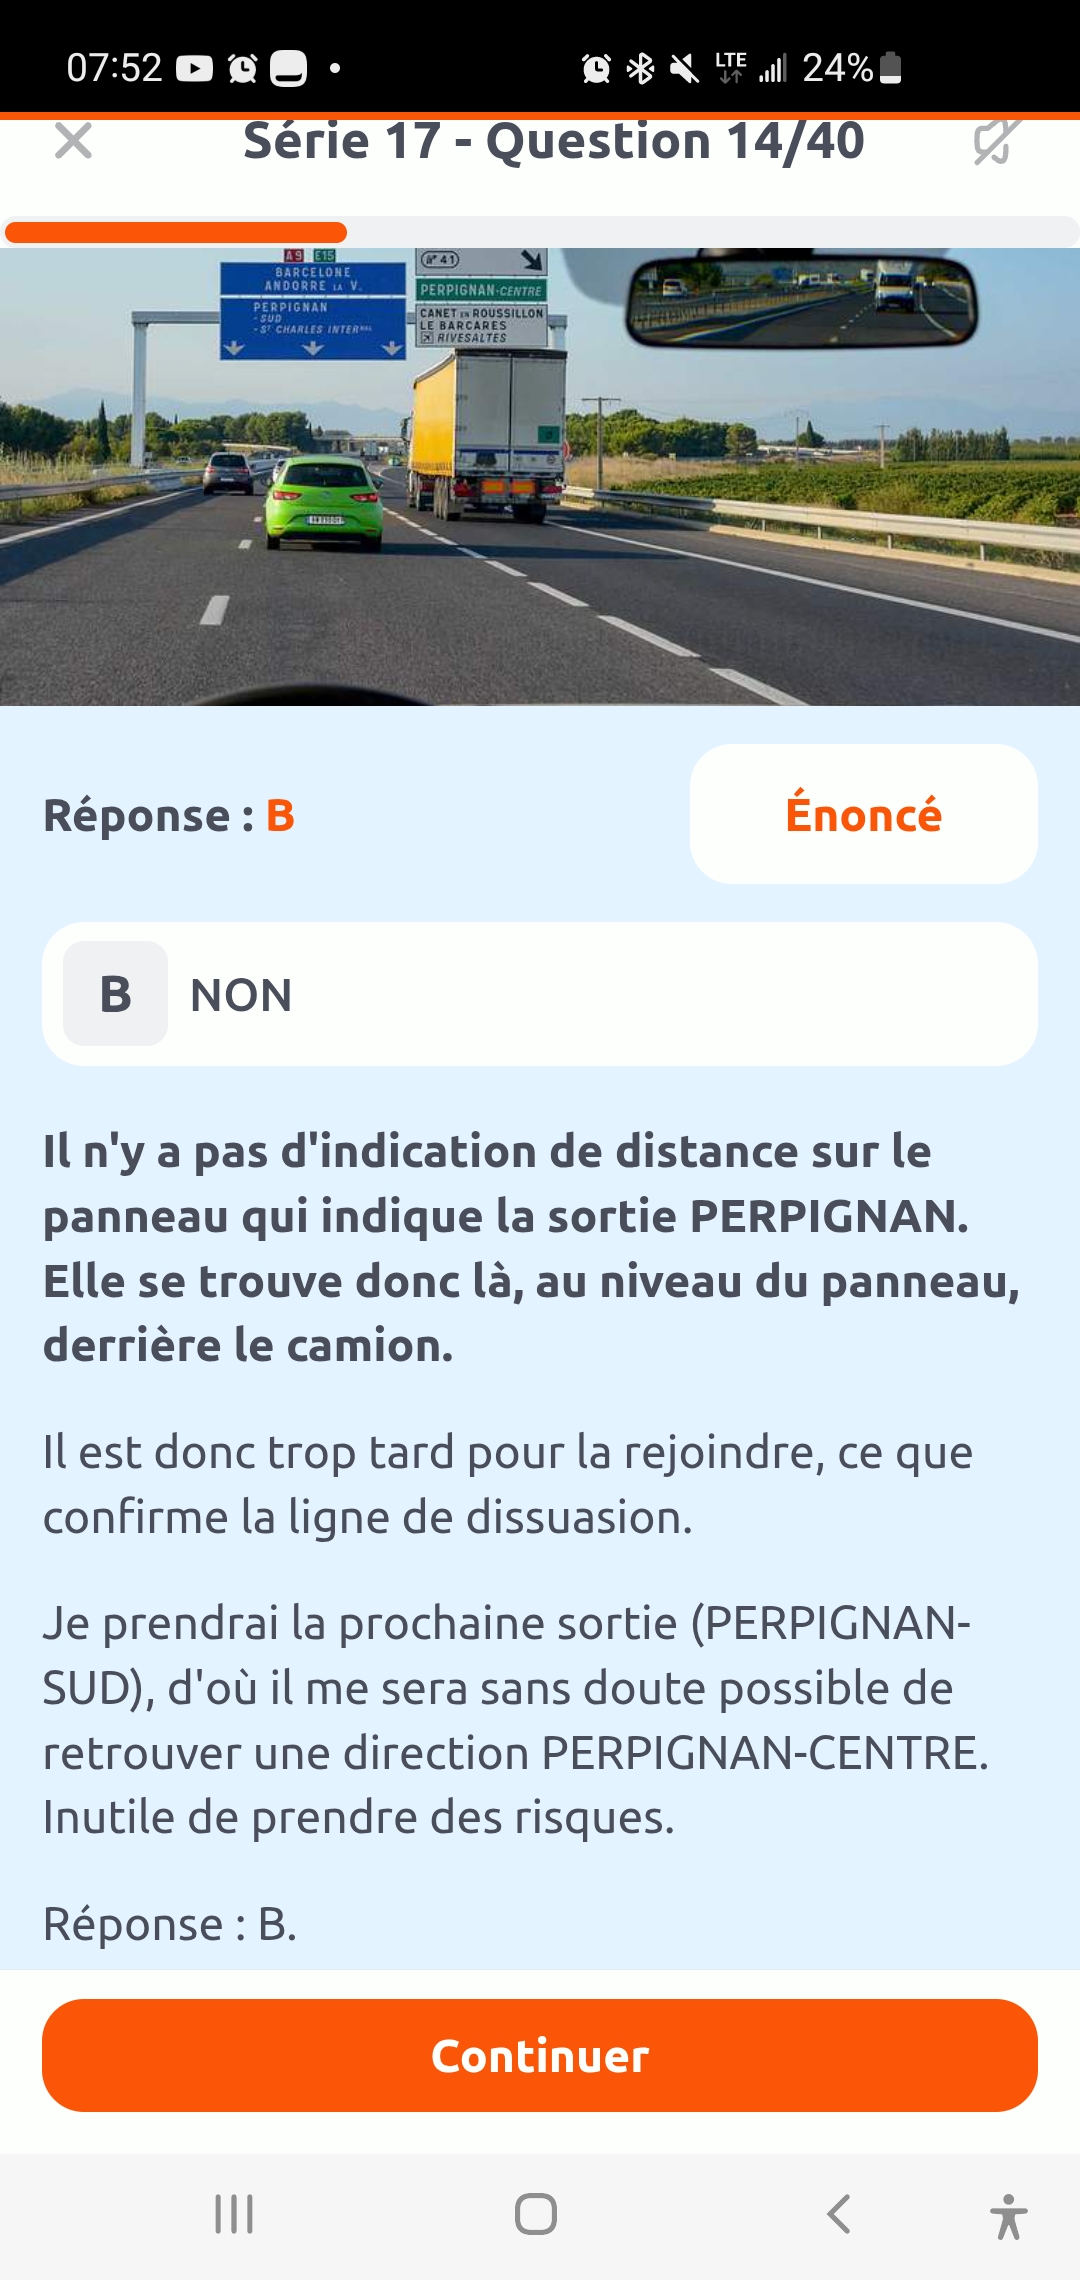 07:52
LTE
24%
Série 17 - Question 14/40
A9 E15
BARCELONE
ANDORRE LA V.
PERPIGNAN
- SUD
- ST CHARLES INTERNAL
n° 41
PERPIGNAN-CENTRE
CANET EN ROUSSILLON
LE BARCARES
RIVESALTES
Réponse : B
Énoncé
B
NON
Il n'y a pas d'indication de distance sur le
panneau qui indique la sortie PERPIGNAN.
Elle se trouve donc là, au niveau du panneau,
derrière le camion.
Il est donc trop tard pour la rejoindre, ce que
confirme la ligne de dissuasion.
Je prendrai la prochaine sortie (PERPIGNAN-
SUD), d'où il me sera sans doute possible de
retrouver une direction PERPIGNAN-CENTRE.
Inutile de prendre des risques.
Réponse : B.
Continuer